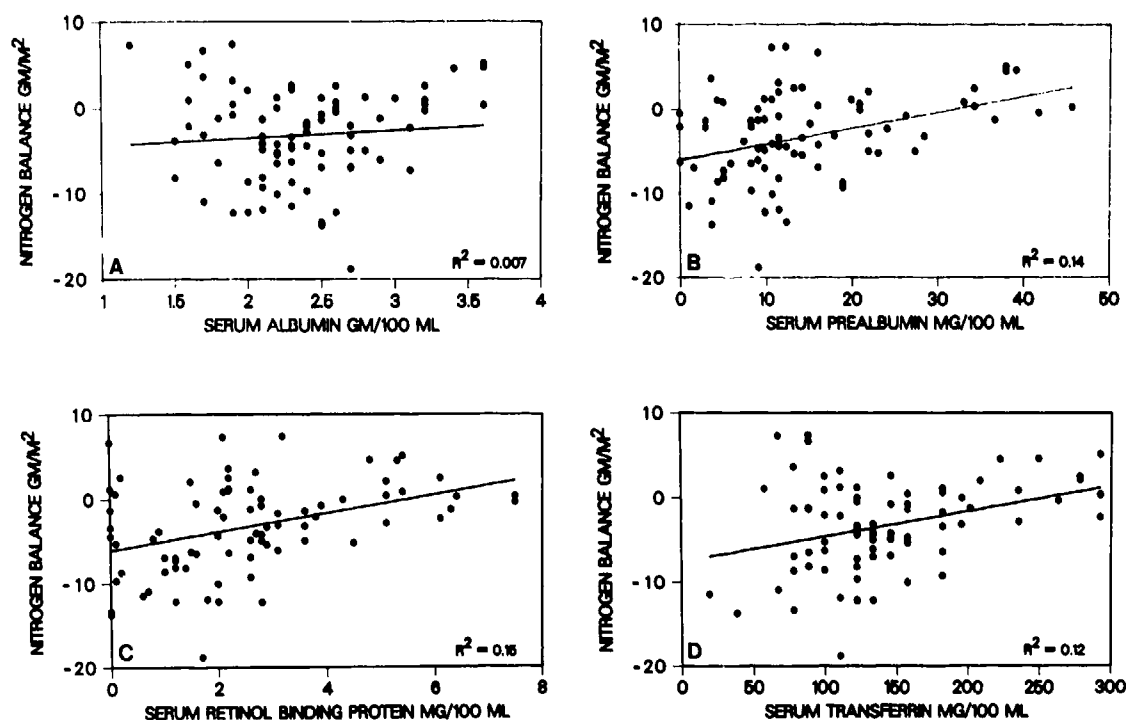 NITROGEN BALANCE GM/M²
10
0
-10
-20
A
R² = 0.007
1 1.5 2 2.5 3 3.5 4
SERUM ALBUMIN GM/100 ML
NITROGEN BALANCE GM/M²
10
0
-10
-20
B
R² = 0.14
0 10 20 30 40 50
SERUM PREALBUMIN MG/100 ML
NITROGEN BALANCE GM/M²
10
0
-10
-20
C
R² = 0.15
0 2 4 6 8
SERUM RETINOL BINDING PROTEIN MG/100 ML
NITROGEN BALANCE GM/M²
10
0
-10
-20
D
R² = 0.12
0 50 100 150 200 250 300
SERUM TRANSFERRIN MG/100 ML